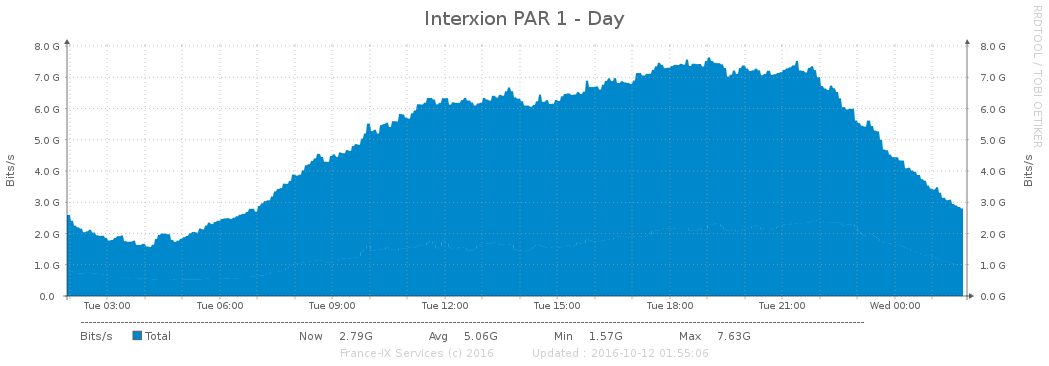 Interxion PAR 1 - Day
RRDTOOL / TOBI OETIKER
Bits/s
8.0 G
7.0 G
6.0 G
5.0 G
4.0 G
3.0 G
2.0 G
1.0 G
0.0
8.0 G
7.0 G
6.0 G
5.0 G
4.0 G
3.0 G
2.0 G
1.0 G
0.0 G
Bits/s
Tue 03:00 Tue 06:00 Tue 09:00 Tue 12:00 Tue 15:00 Tue 18:00 Tue 21:00 Wed 00:00
Bits/s Total Now 2.79G Avg 5.06G Min 1.57G Max 7.63G
France-IX Services (c) 2016 Updated : 2016-10-12 01:55:06